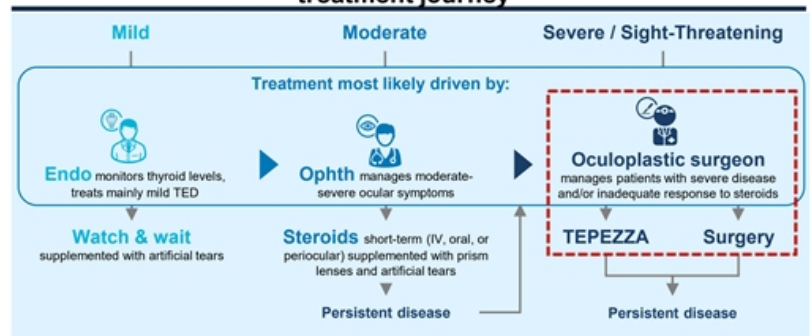 treatment journey
Mild
Moderate
Severe / Sight-Threatening
Treatment most likely driven by:
Endo monitors thyroid levels,
treats mainly mild TED
Ophth manages moderate-
severe ocular symptoms
Oculoplastic surgeon
manages patients with severe disease
and/or inadequate response to steroids
Watch & wait
supplemented with artificial tears
Steroids short-term (IV, oral, or
periocular) supplemented with prism
lenses and artificial tears
Persistent disease
TEPEZZA
Surgery
Persistent disease